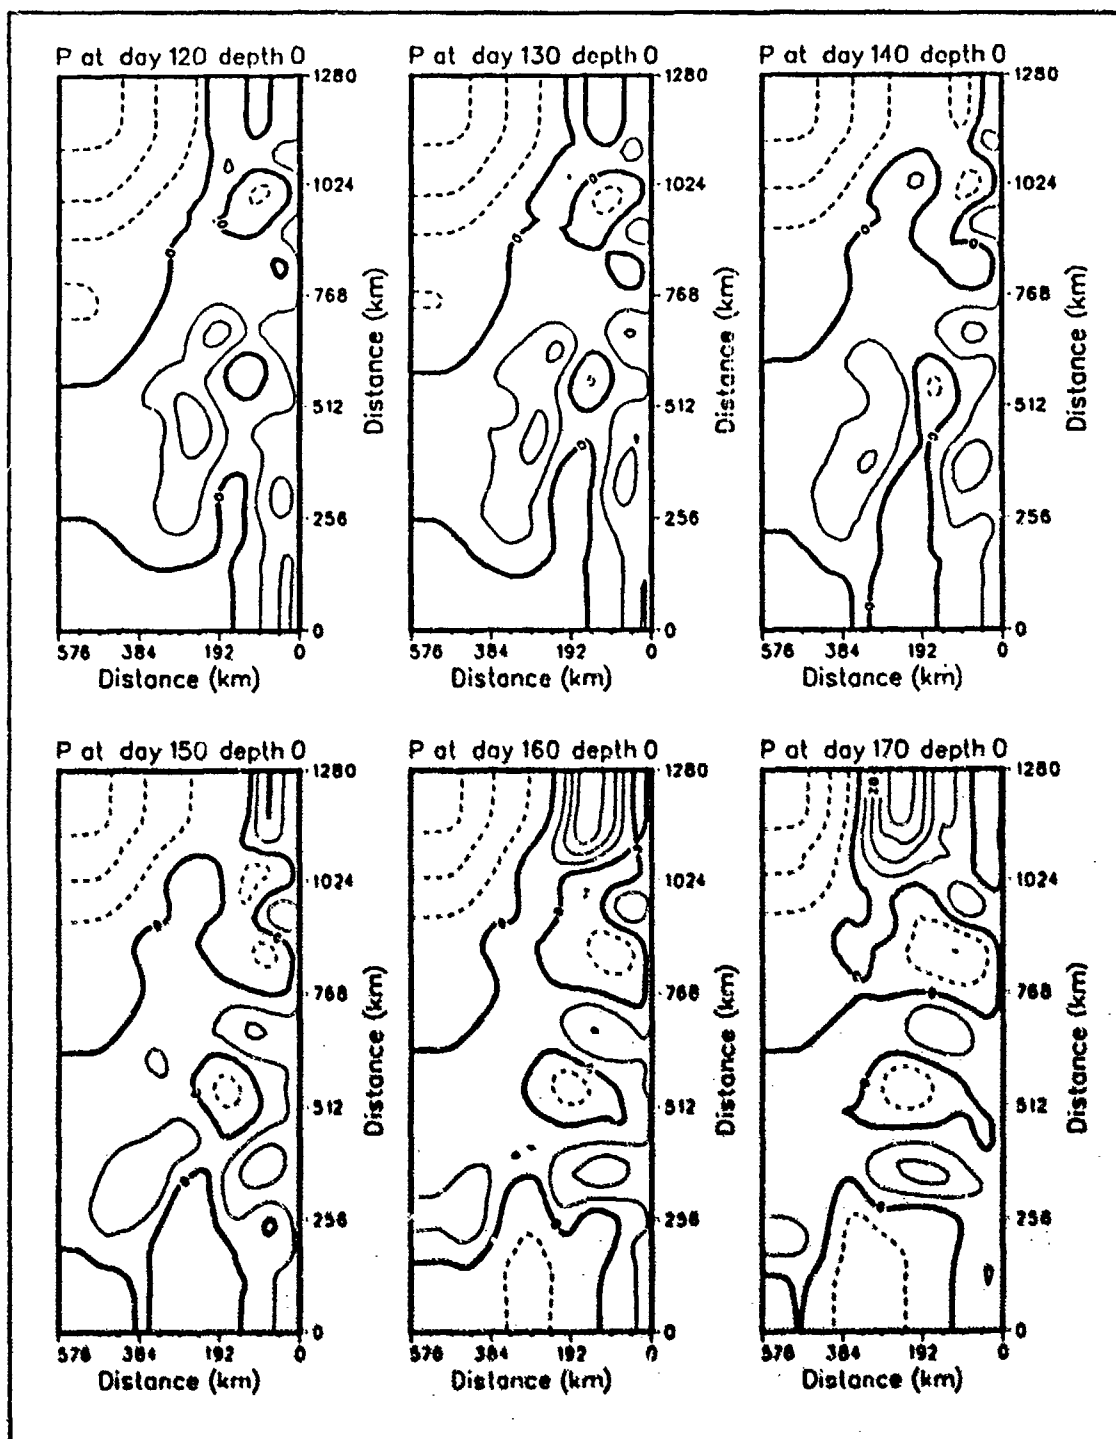 P at day 120 depth 0
P at day 130 depth 0
P at day 140 depth 0
1280
1024
768
512
256
0
Distance (km)
576 384 192 0
Distance (km)
1280
1024
768
512
256
0
Distance (km)
576 384 192 0
Distance (km)
1280
1024
768
512
256
0
Distance (km)
576 384 192 0
Distance (km)
P at day 150 depth 0
P at day 160 depth 0
P at day 170 depth 0
1280
1024
768
512
256
0
Distance (km)
576 384 192 0
Distance (km)
1280
1024
768
512
256
0
Distance (km)
576 384 192 0
Distance (km)
20
1280
1024
768
512
256
0
Distance (km)
576 384 192 0
Distance (km)